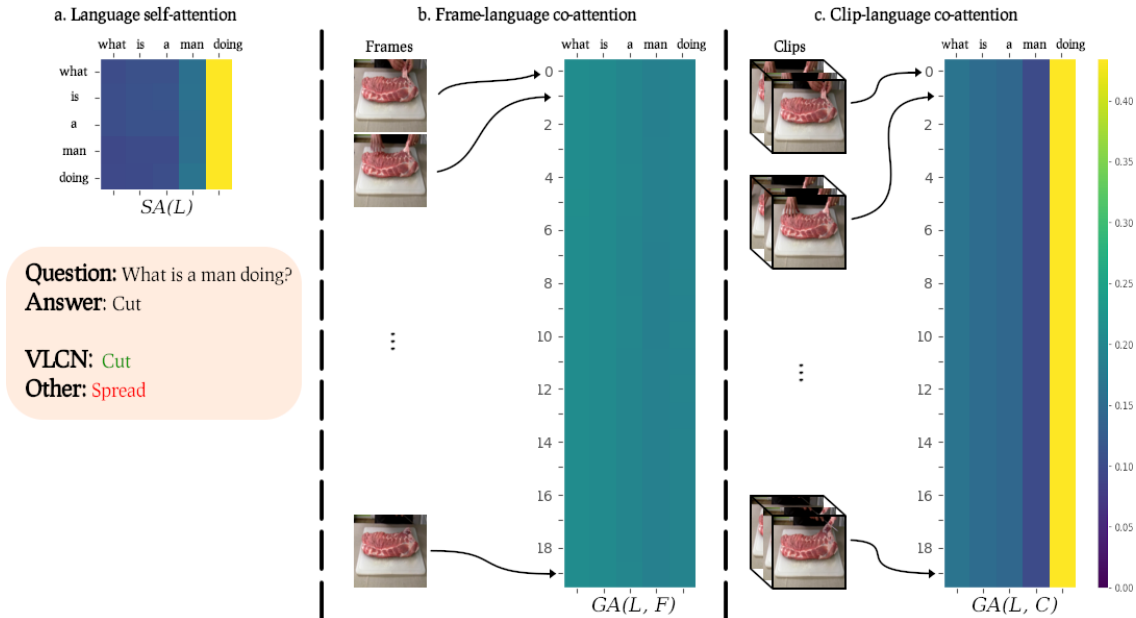 a. Language self-attention
what is a man doing
what
is
a
man
doing
SA(L)
Question: What is a man doing?
Answer: Cut
VLCN: Cut
Other: Spread
b. Frame-language co-attention
Frames
what is a man doing
0
2
4
6
8
10
12
14
16
18
...
GA(L, F)
c. Clip-language co-attention
Clips
what is a man doing
0
2
4
6
8
10
12
14
16
18
...
GA(L, C)
0.40
0.35
0.30
0.25
0.20
0.15
0.10
0.05
0.00